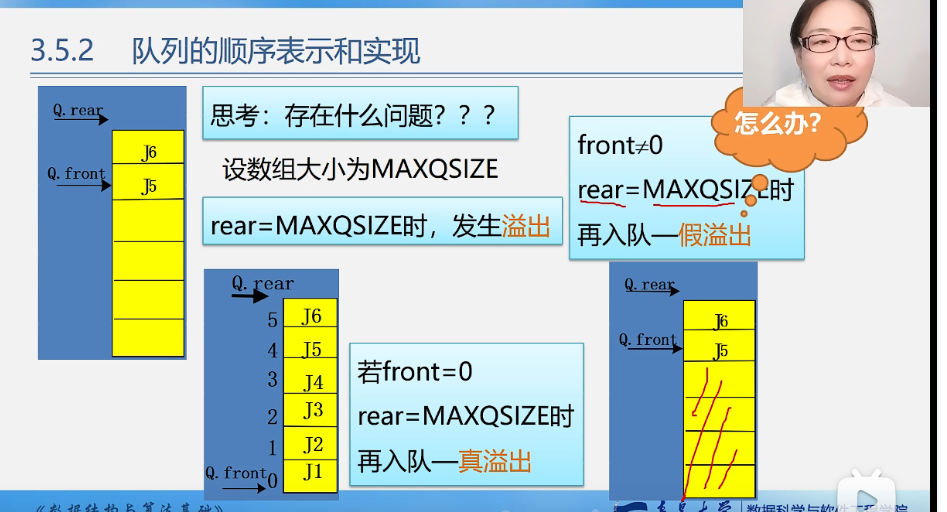 3.5.2 队列的顺序表示和实现
Q.rear
J6
Q.front
J5
思考：存在什么问题？？？
设数组大小为MAXQSIZE
rear=MAXQSIZE时，发生溢出
怎么办?
front≠0
rear=MAXQSIZE时
再入队—假溢出
Q.rear
5 J6
4 J5
3 J4
2 J3
1 J2
Q.front 0 J1
若front=0
rear=MAXQSIZE时
再入队—真溢出
Q.rear
J6
Q.front
J5
《数据结构与算法基础》
青岛大学 数据科学与软件工程学院